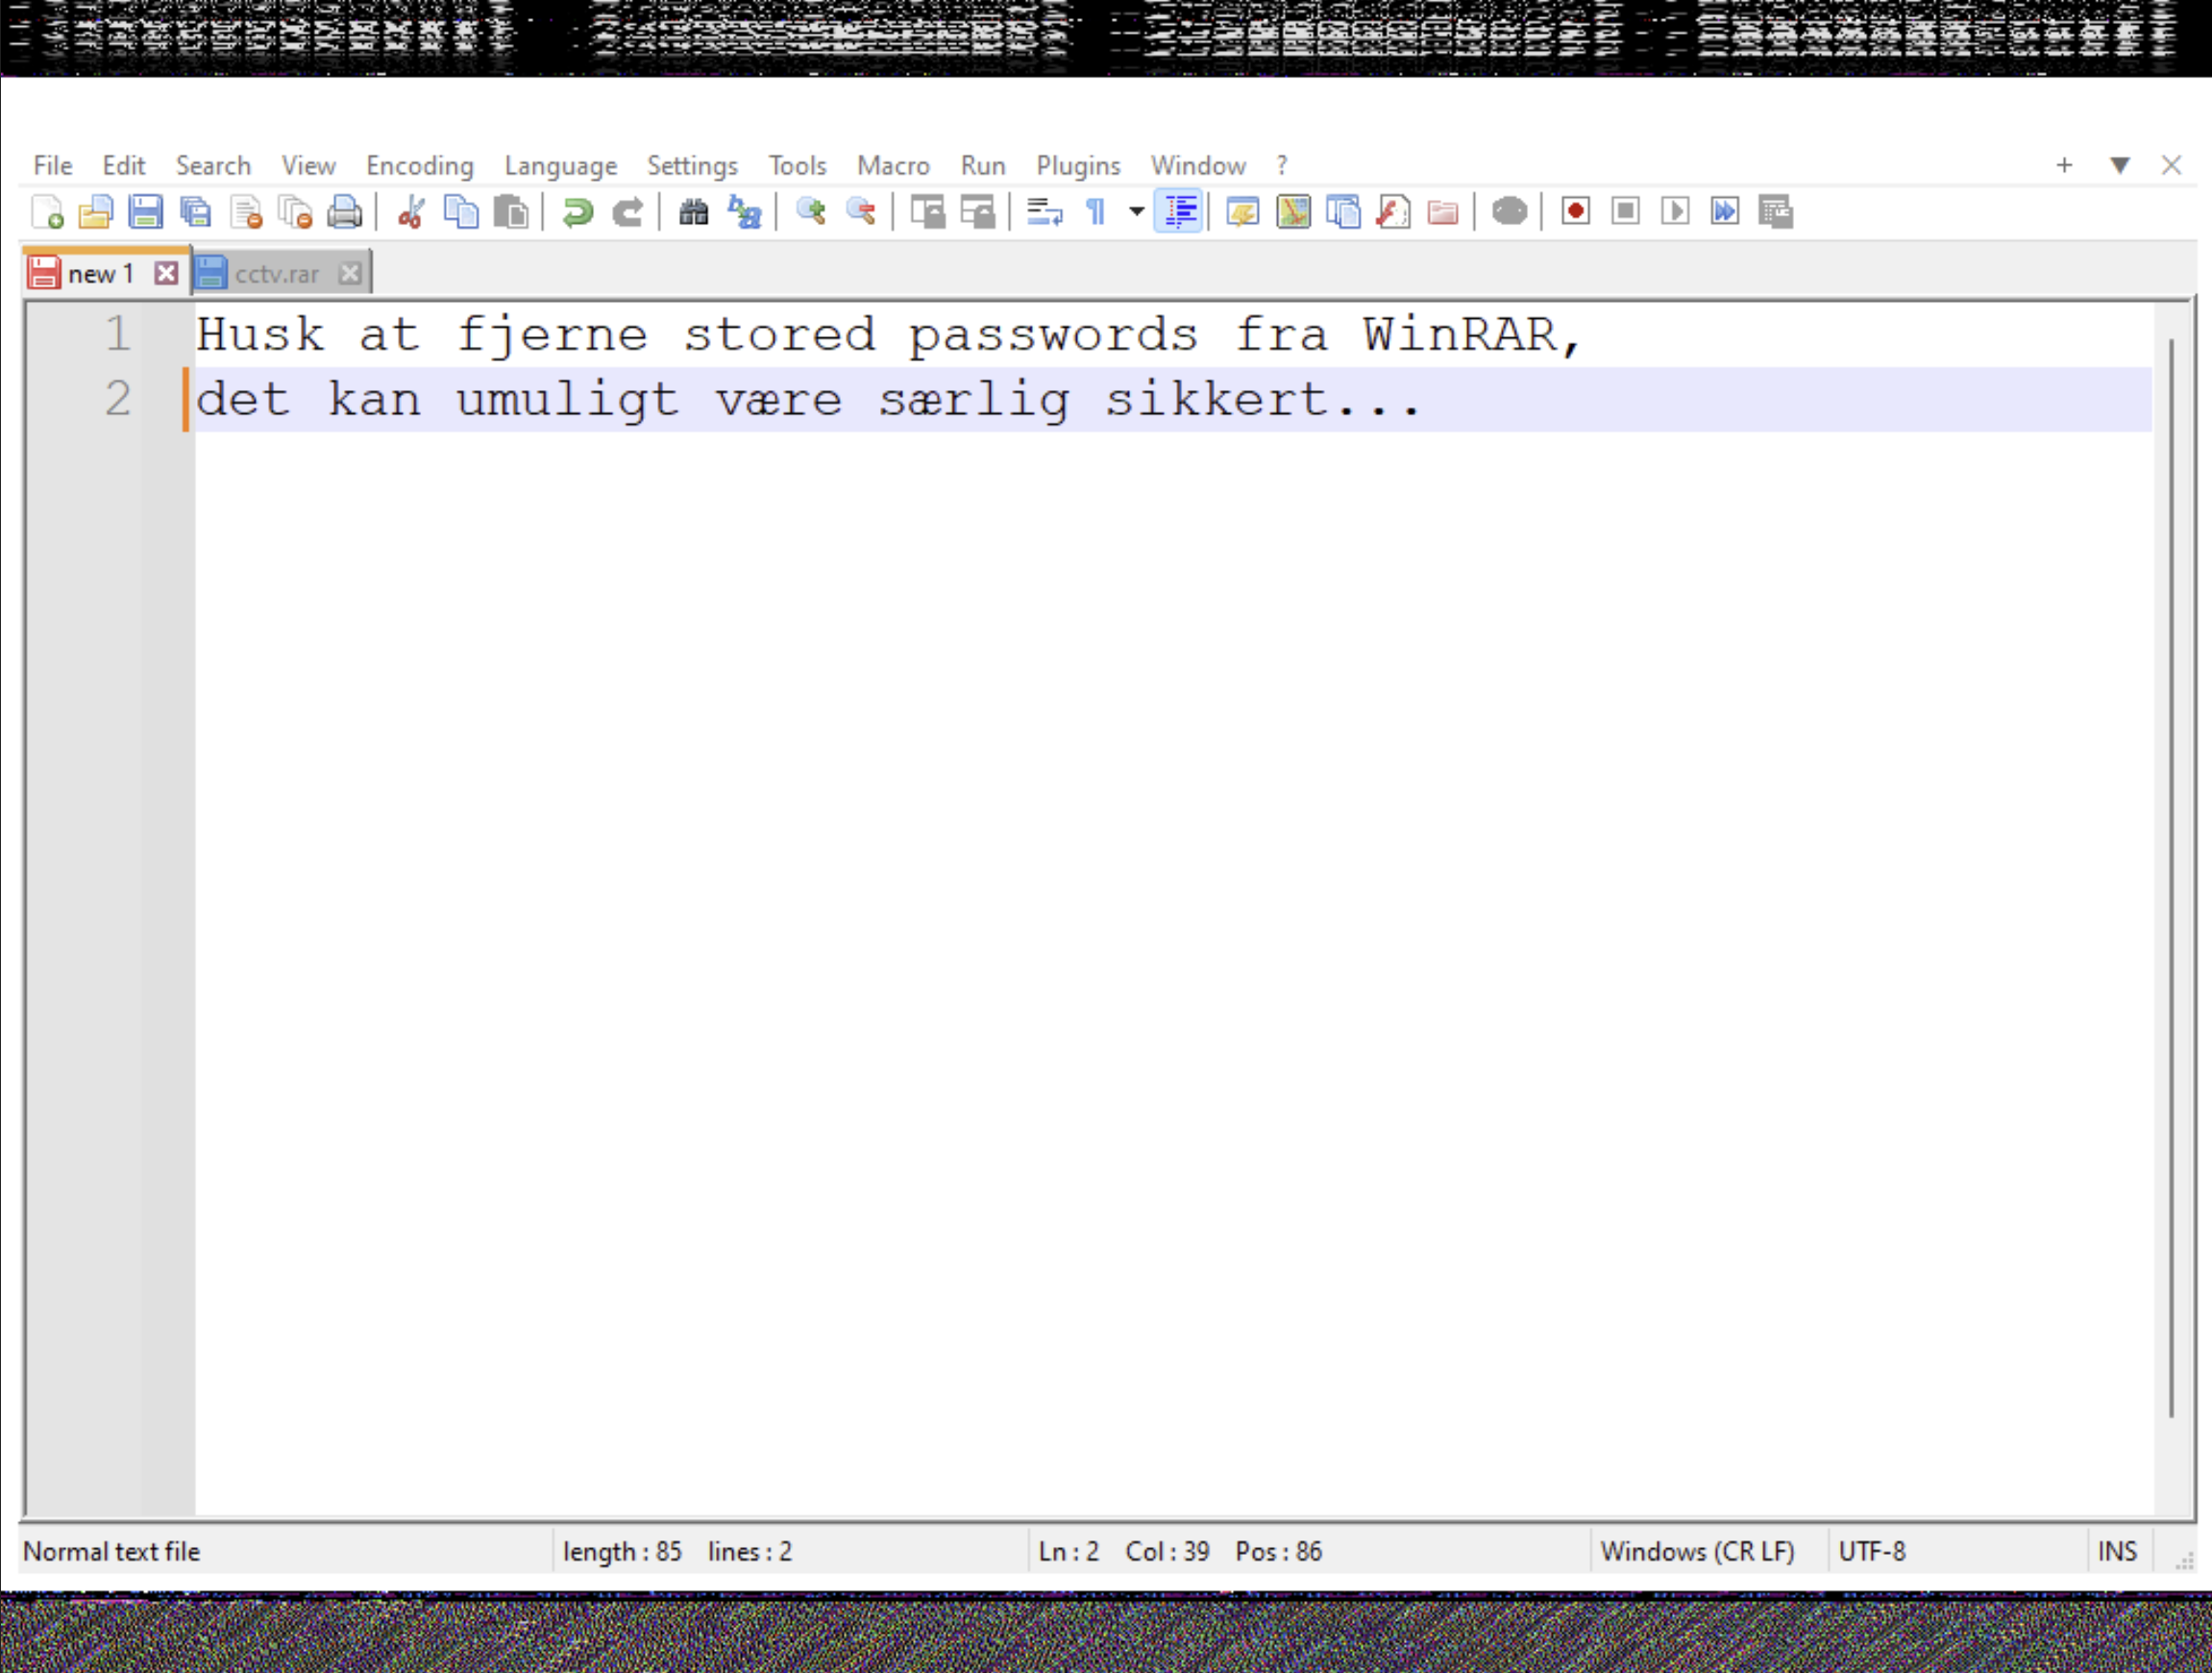 File Edit Search View Encoding Language Settings Tools Macro Run Plugins Window ? + ▼ ×
new 1 cctv.rar
1 Husk at fjerne stored passwords fra WinRAR,
2 det kan umuligt være særlig sikkert...
Normal text file length : 85 lines : 2 Ln : 2 Col : 39 Pos : 86 Windows (CR LF) UTF-8 INS